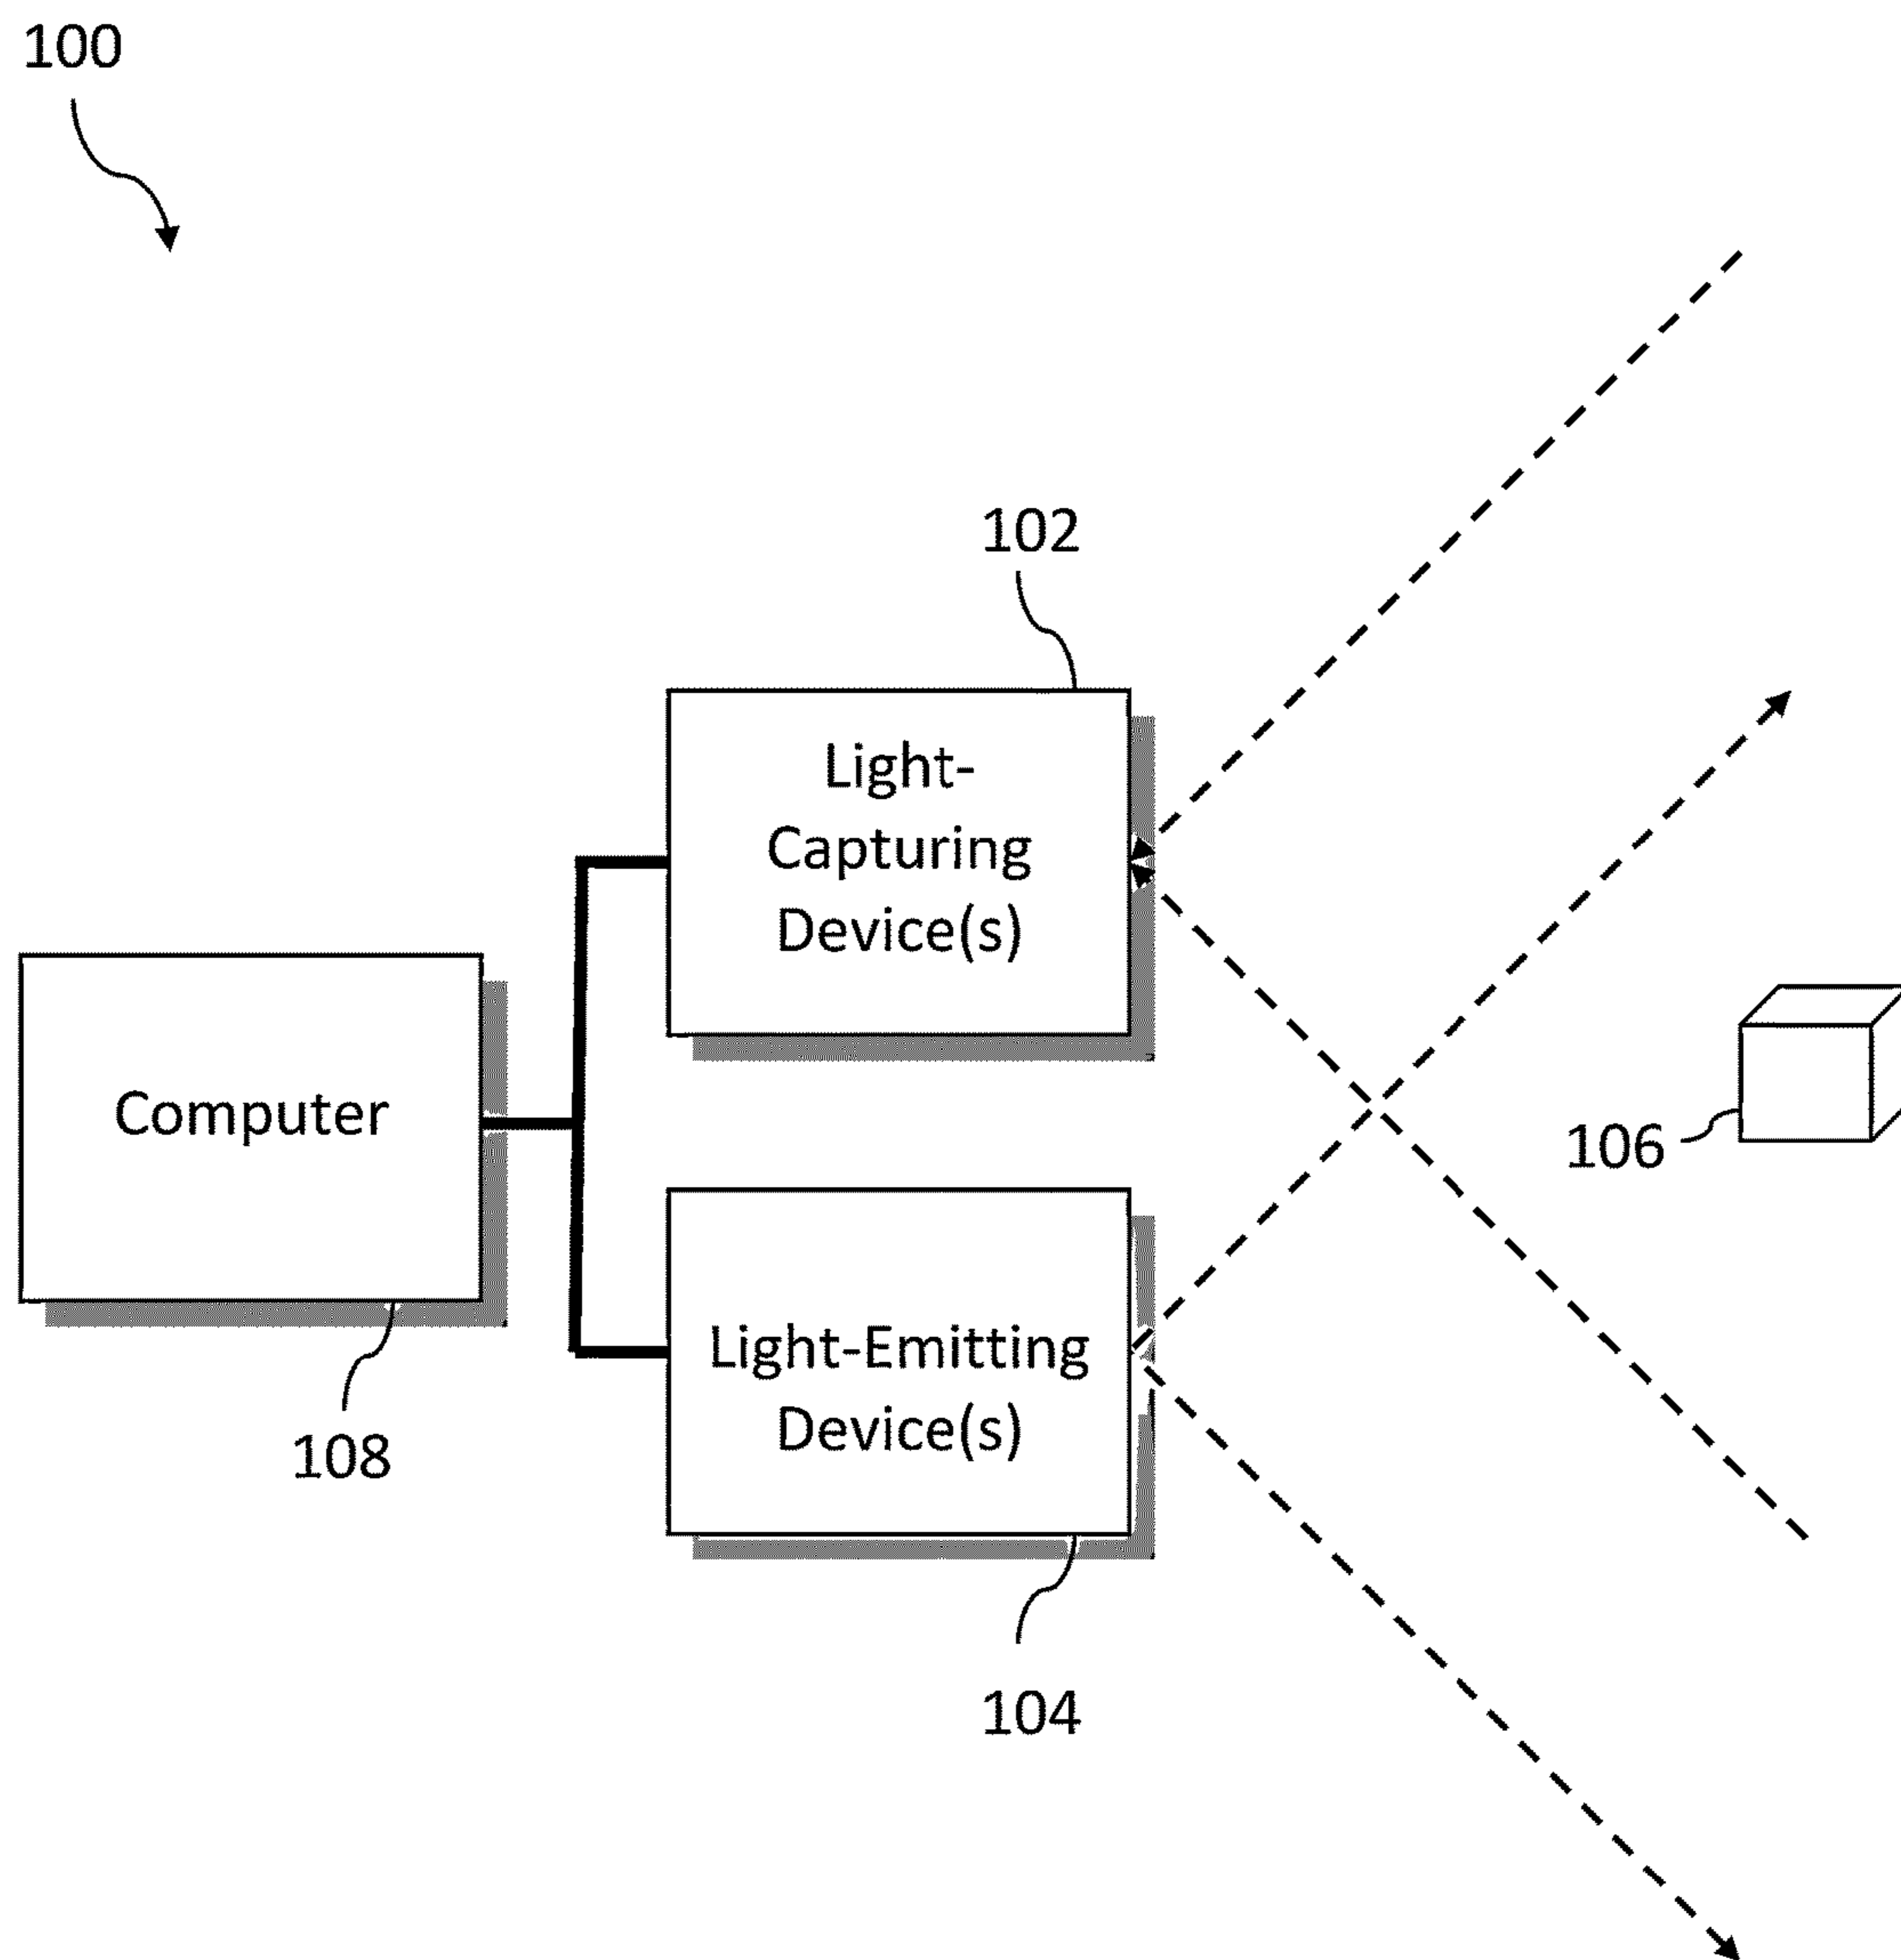 100
102
Light-
Capturing
Device(s)
Computer
106
Light-Emitting
Device(s)
108
104